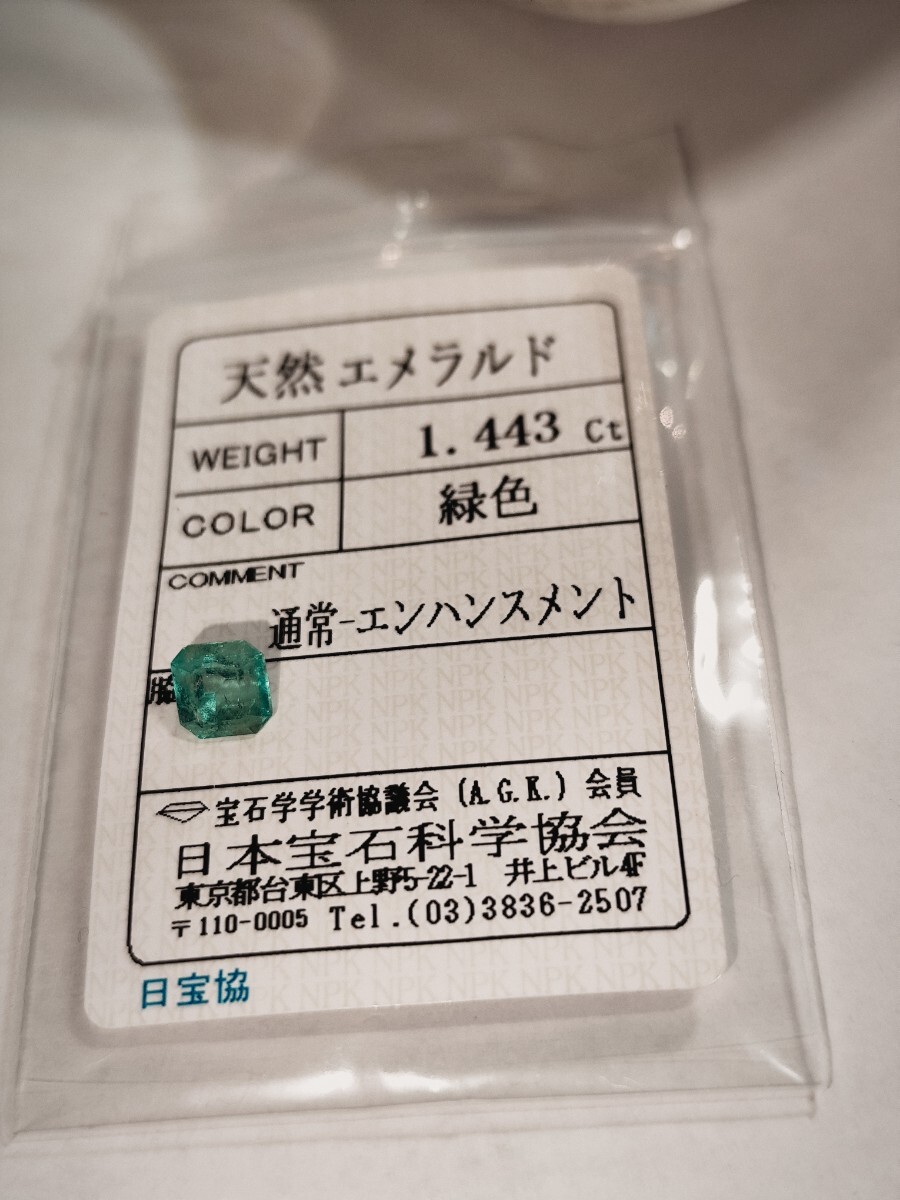 天然エメラルド
WEIGHT 1.443 Ct
COLOR 緑色
COMMENT
通常-エンハンスメント
宝石学学術協議会 (A.G.K.) 会員
日本宝石科学協会
東京都台東区上野5-22-1 井上ビル4F
〒110-0005 Tel.(03)3836-2507
日宝協